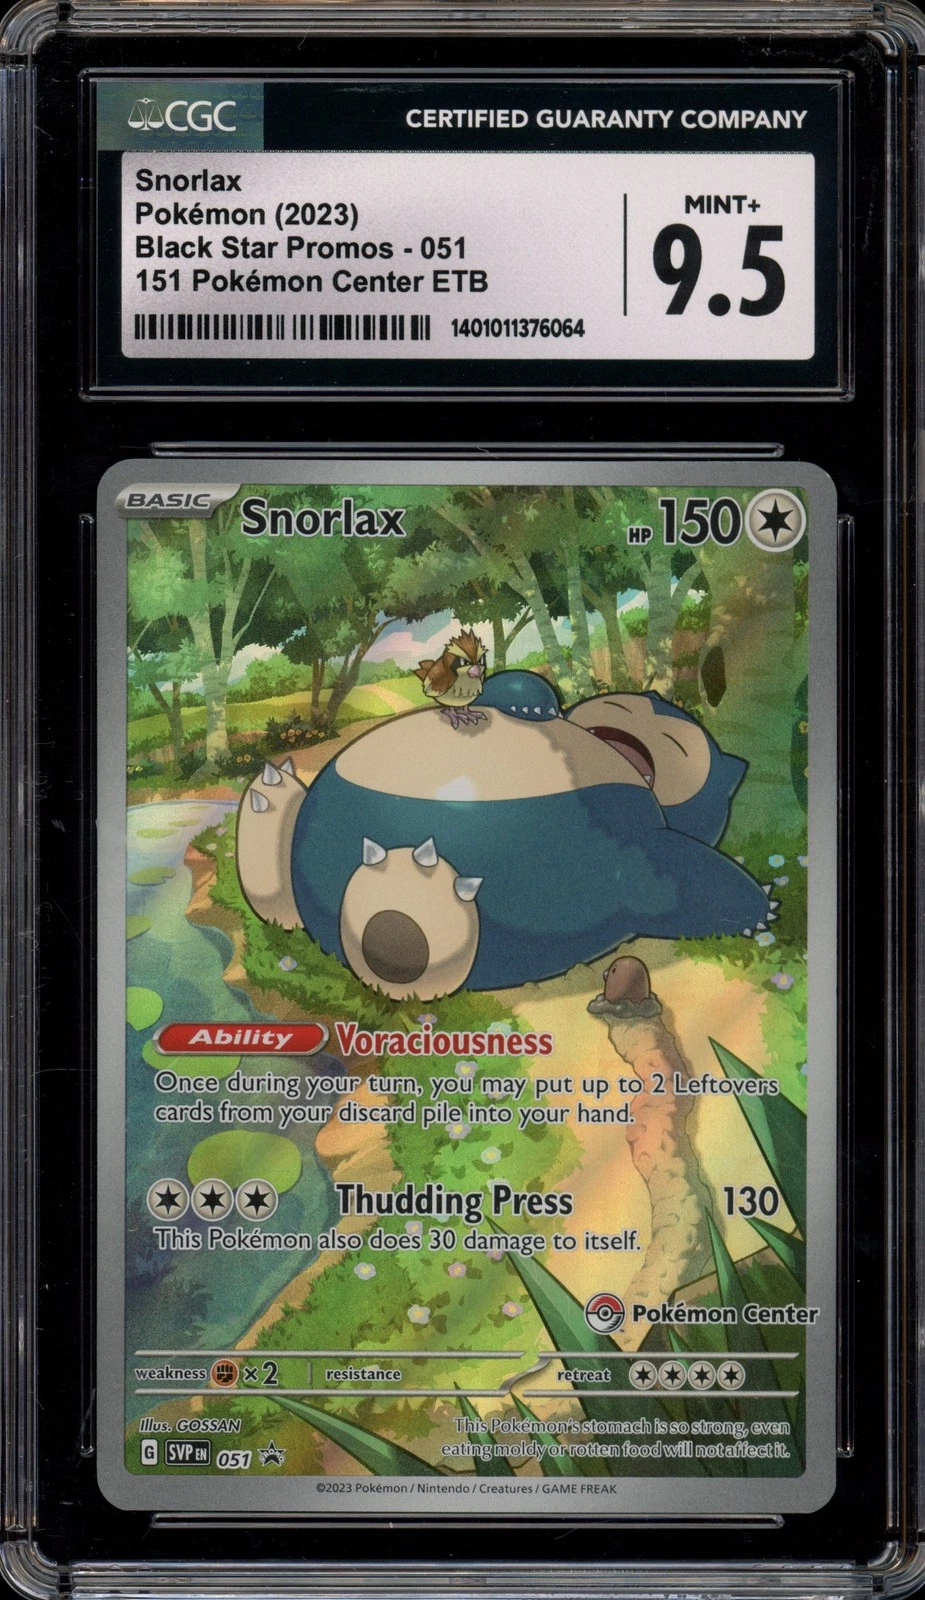 CGC
CERTIFIED GUARANTY COMPANY
Snorlax
Pokémon (2023)
Black Star Promos - 051
151 Pokémon Center ETB
1401011376064
MINT+
9.5
BASIC
Snorlax
HP 150
Ability Voraciousness
Once during your turn, you may put up to 2 Leftovers
cards from your discard pile into your hand.
Thudding Press 130
This Pokémon also does 30 damage to itself.
Pokémon Center
weakness ×2 resistance retreat
Illus. GOSSAN
This Pokémon's stomach is so strong, even
eating moldy or rotten food will not affect it.
G SVP EN 051
©2023 Pokémon / Nintendo / Creatures / GAME FREAK